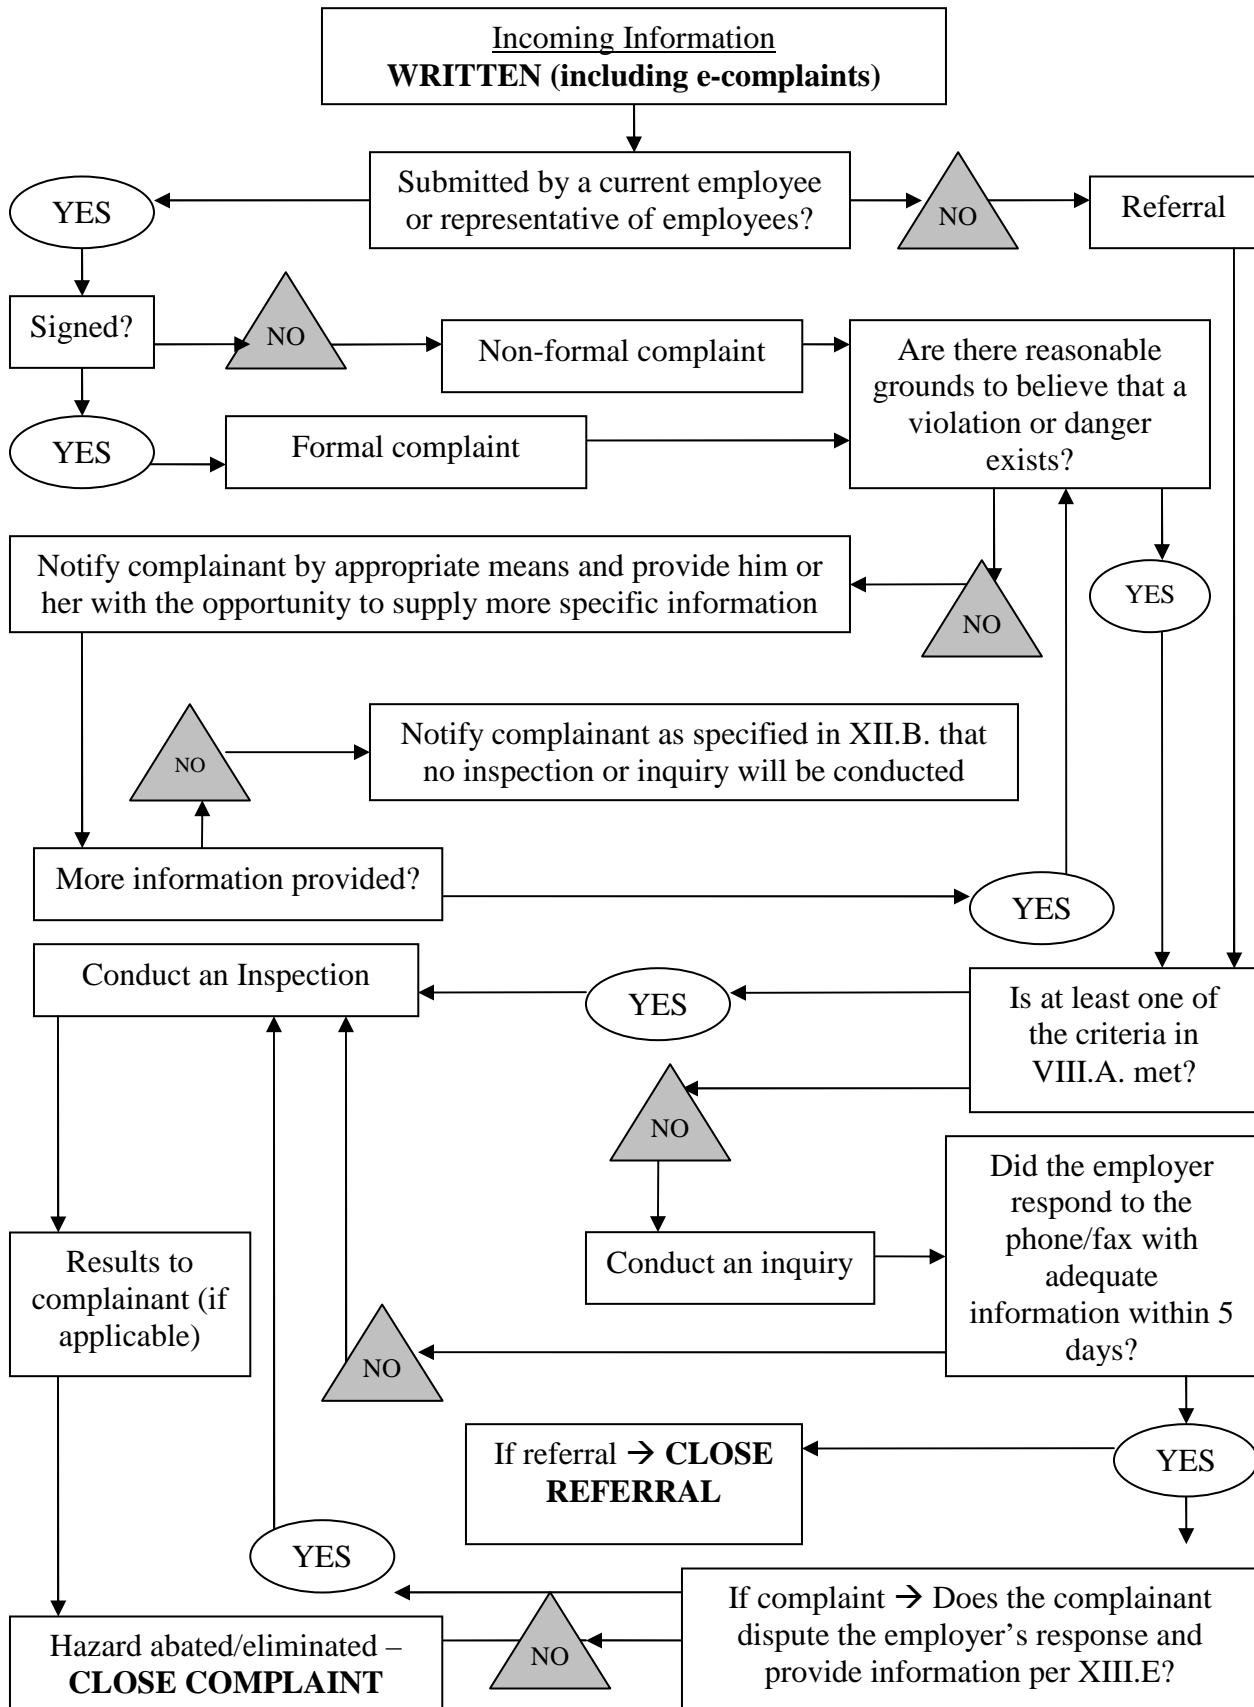 Incoming Information
WRITTEN (including e-complaints)
Submitted by a current employee
or representative of employees?
YES
NO
Referral
Signed?
NO
Non-formal complaint
Are there reasonable
grounds to believe that a
violation or danger
exists?
YES
Formal complaint
Notify complainant by appropriate means and provide him or
her with the opportunity to supply more specific information
NO
YES
NO
Notify complainant as specified in XII.B. that
no inspection or inquiry will be conducted
More information provided?
YES
Conduct an Inspection
YES
Is at least one of
the criteria in
VIII.A. met?
NO
Did the employer
respond to the
phone/fax with
adequate
information within 5
days?
Conduct an inquiry
Results to
complainant (if
applicable)
NO
If referral → CLOSE
REFERRAL
YES
YES
If complaint → Does the complainant
dispute the employer’s response and
provide information per XIII.E?
NO
Hazard abated/eliminated –
CLOSE COMPLAINT